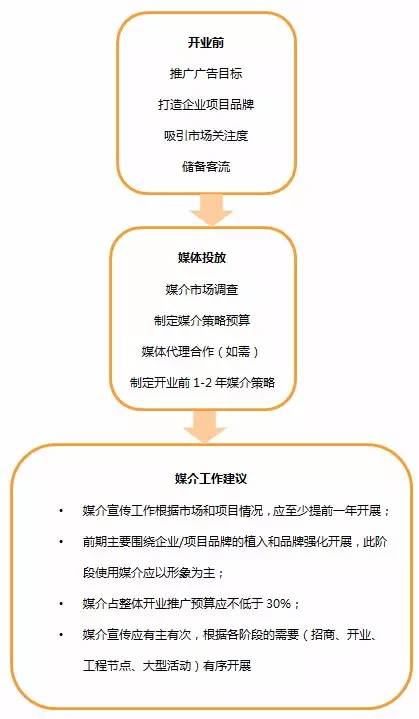 开业前
推广广告目标
打造企业项目品牌
吸引市场关注度
储备客流
媒体投放
媒介市场调查
制定媒介策略预算
媒体代理合作（如需）
制定开业前 1-2 年媒介策略
媒介工作建议
• 媒介宣传工作根据市场和项目情况，应至少提前一年开展；
• 前期主要围绕企业/项目品牌的植入和品牌强化开展，此阶
段使用媒介应以形象为主；
• 媒介占整体开业推广预算应不低于 30%；
• 媒介宣传应有主有次，根据各阶段的需要（招商、开业、
工程节点、大型活动）有序开展